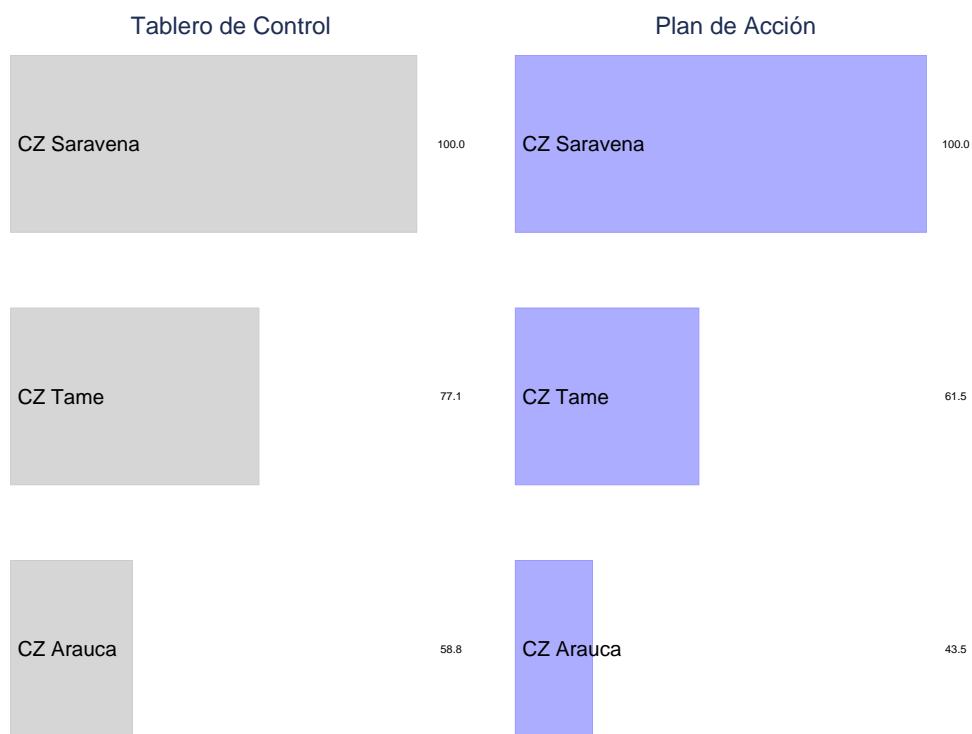 Tablero de Control
Plan de Acción
CZ Saravena
100.0
CZ Saravena
100.0
CZ Tame
77.1
CZ Tame
61.5
CZ Arauca
58.8
CZ Arauca
43.5